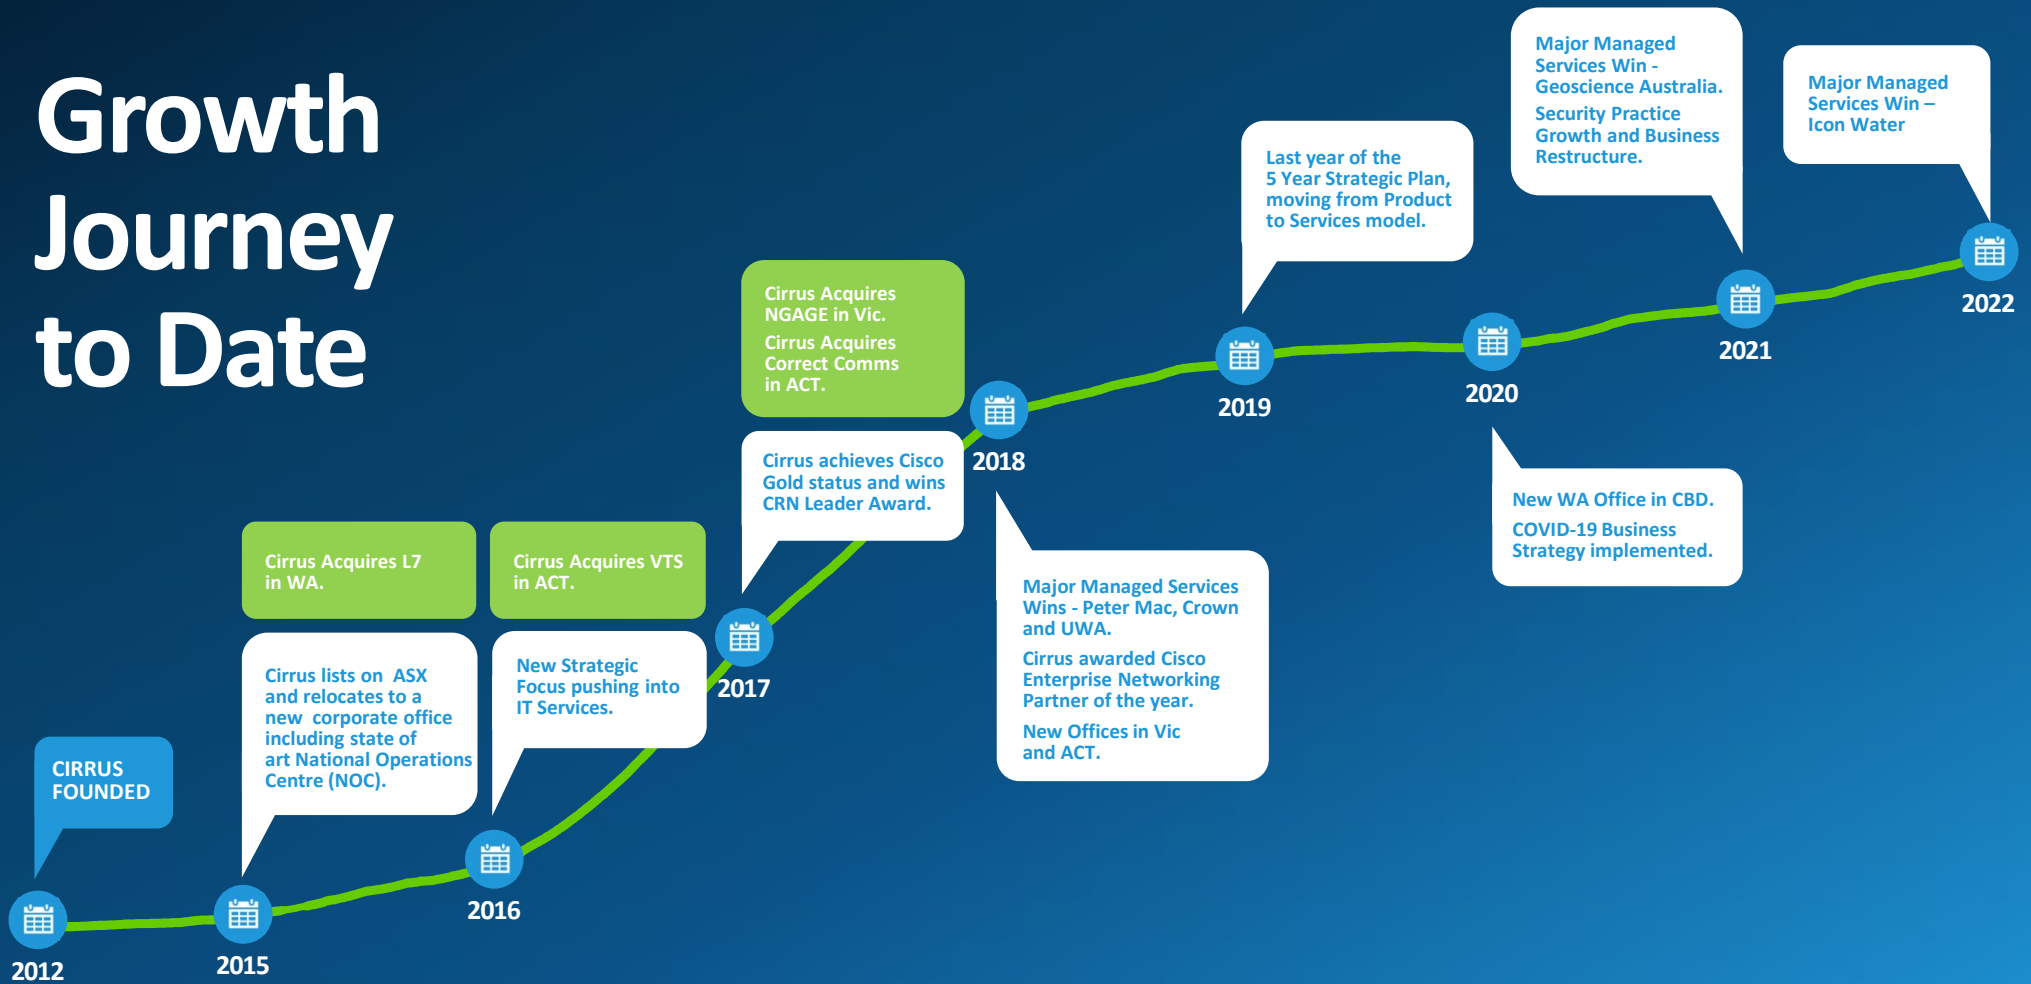 Growth
Journey
to Date
CIRRUS
FOUNDED
2012
Cirrus Acquires L7
in WA.
Cirrus lists on ASX
and relocates to a
new corporate office
including state of
art National Operations
Centre (NOC).
2015
Cirrus Acquires VTS
in ACT.
New Strategic
Focus pushing into
IT Services.
2016
Cirrus Acquires
NGAGE in Vic.
Cirrus Acquires
Correct Comms
in ACT.
Cirrus achieves Cisco
Gold status and wins
CRN Leader Award.
2017
2018
Major Managed Services
Wins - Peter Mac, Crown
and UWA.
Cirrus awarded Cisco
Enterprise Networking
Partner of the year.
New Offices in Vic
and ACT.
Last year of the
5 Year Strategic Plan,
moving from Product
to Services model.
2019
2020
New WA Office in CBD.
COVID-19 Business
Strategy implemented.
Major Managed
Services Win -
Geoscience Australia.
Security Practice
Growth and Business
Restructure.
2021
Major Managed
Services Win –
Icon Water
2022